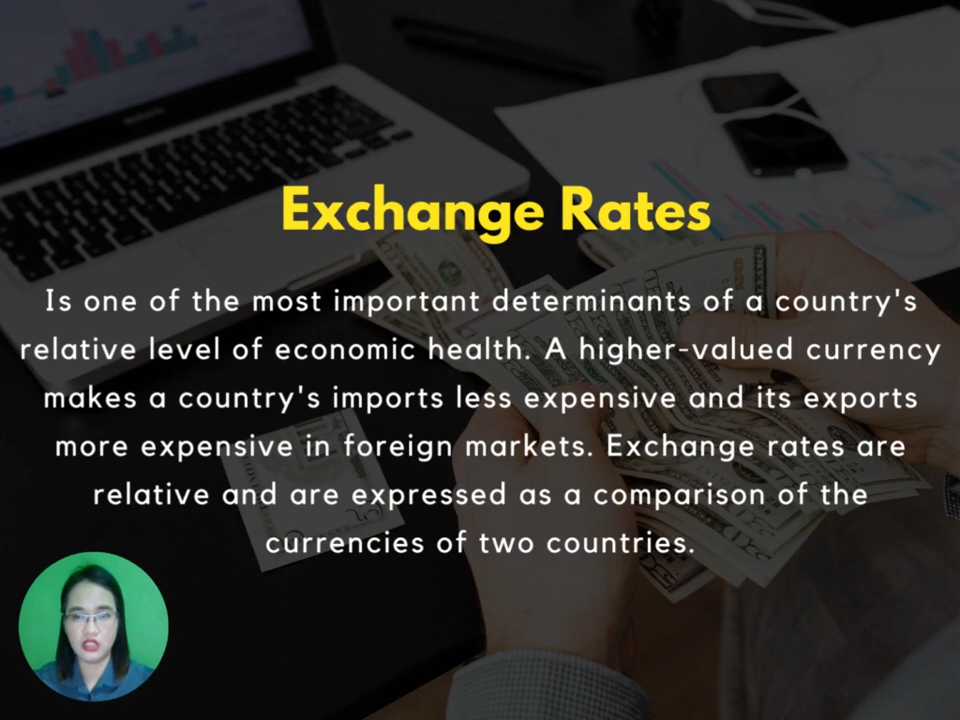 Exchange Rates
Is one of the most important determinants of a country's
relative level of economic health. A higher-valued currency
makes a country's imports less expensive and its exports
more expensive in foreign markets. Exchange rates are
relative and are expressed as a comparison of the
currencies of two countries.